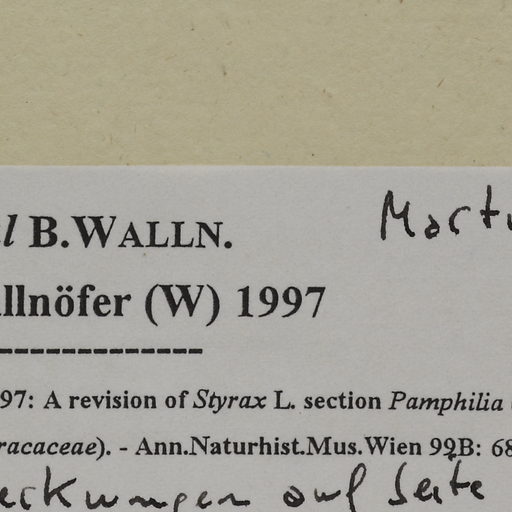 l B.WALLN.
Mart
llnöfer (W) 1997
--------------
97: A revision of Styrax L. section Pamphilia
racaceae). - Ann.Naturhist.Mus.Wien 99B: 68
erkungen auf Seite